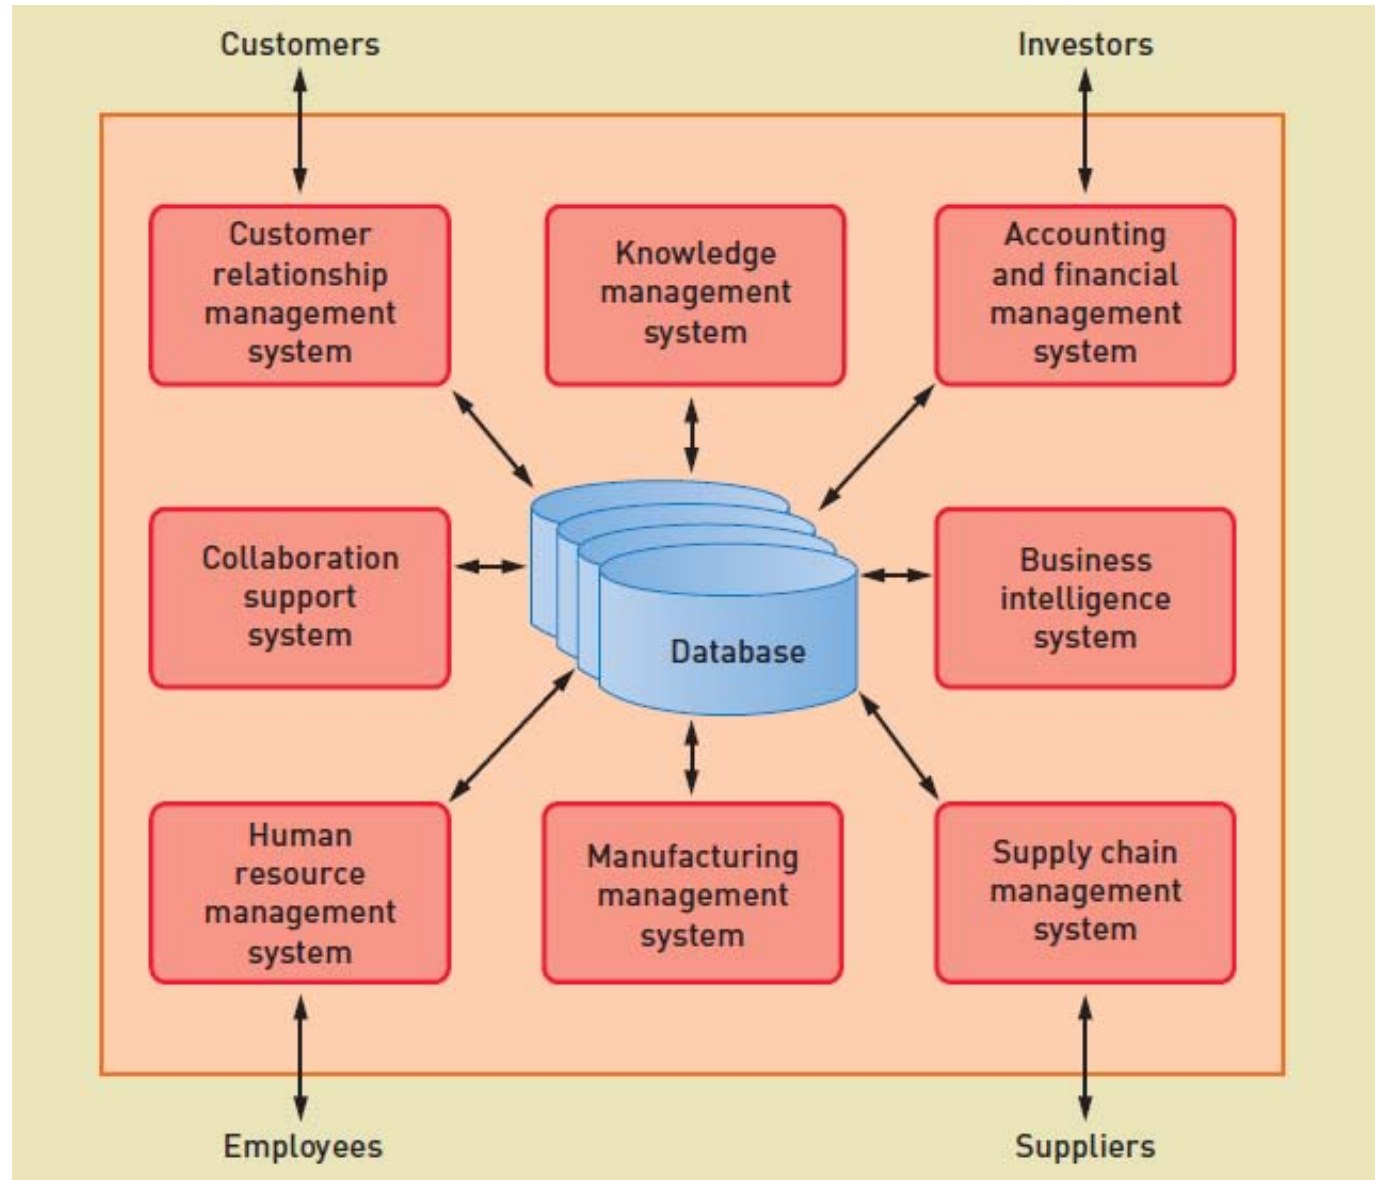 Customers
Investors
Customer
relationship
management
system
Knowledge
management
system
Accounting
and financial
management
system
Collaboration
support
system
Database
Business
intelligence
system
Human
resource
management
system
Manufacturing
management
system
Supply chain
management
system
Employees
Suppliers